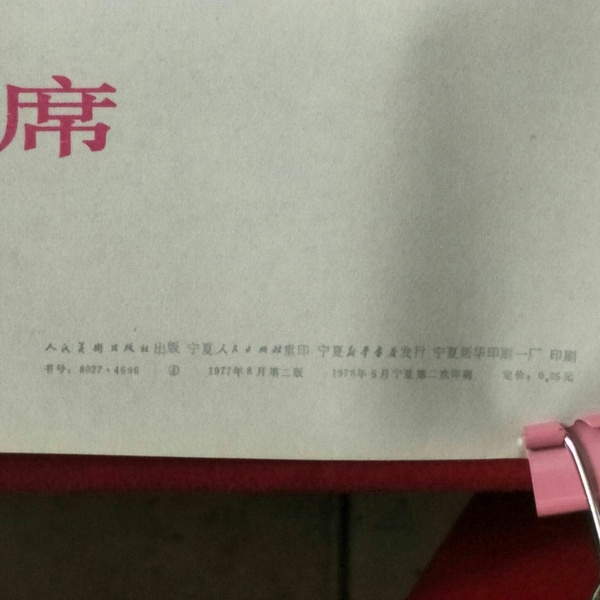 席
人民美术出版社出版 宁夏人民出版社重印 宁夏新华书店发行 宁夏新华印刷一厂 印刷
书号：8027·4696 ② 1977年8月第二版 1978年5月宁夏第二次印刷 定价：0.06元